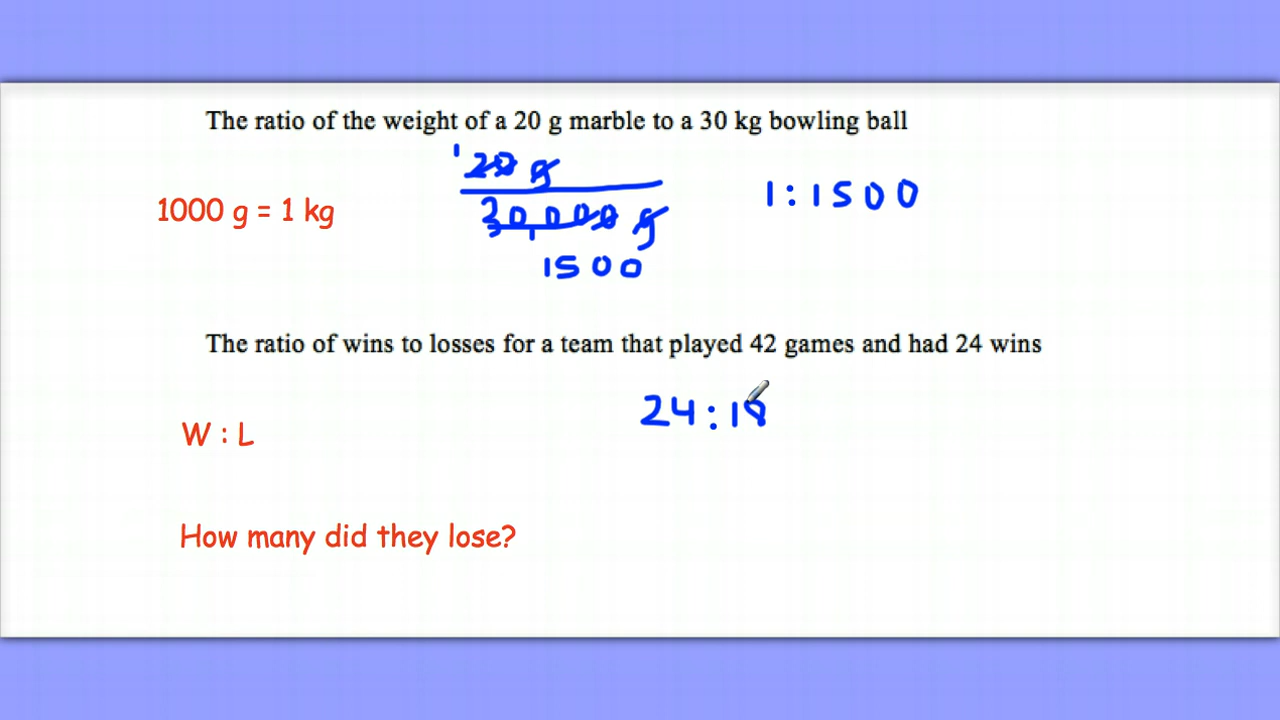 The ratio of the weight of a 20 g marble to a 30 kg bowling ball
1 20 g
1000 g = 1 kg
30,000 g
1:1500
1500
The ratio of wins to losses for a team that played 42 games and had 24 wins
24:18
W : L
How many did they lose?